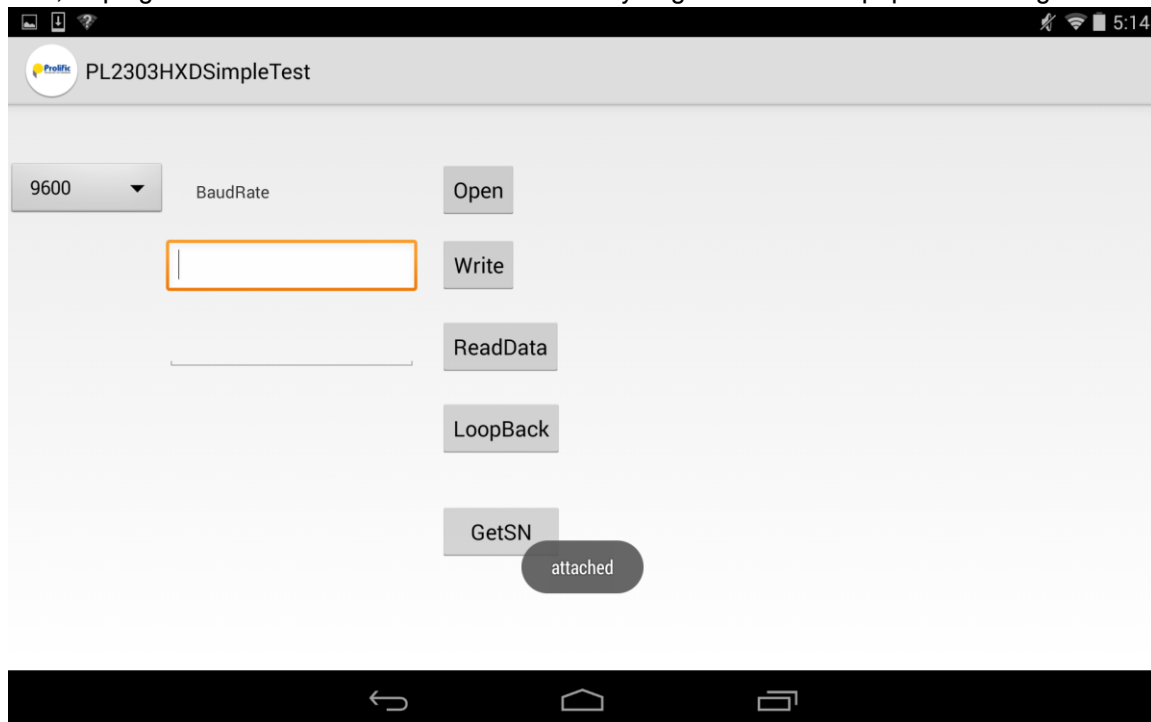 5:14
Prolific
PL2303HXDSimpleTest
9600
BaudRate
Open
Write
ReadData
LoopBack
GetSN
attached